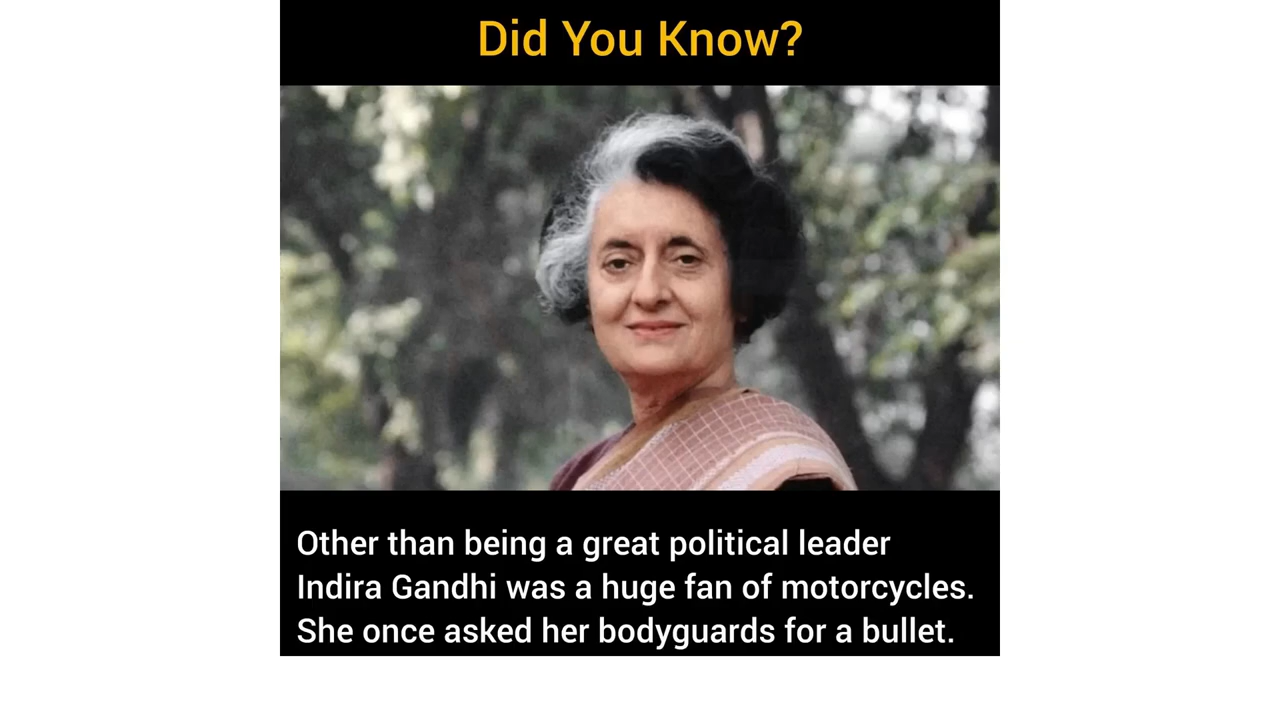 Did You Know?
Other than being a great political leader
Indira Gandhi was a huge fan of motorcycles.
She once asked her bodyguards for a bullet.